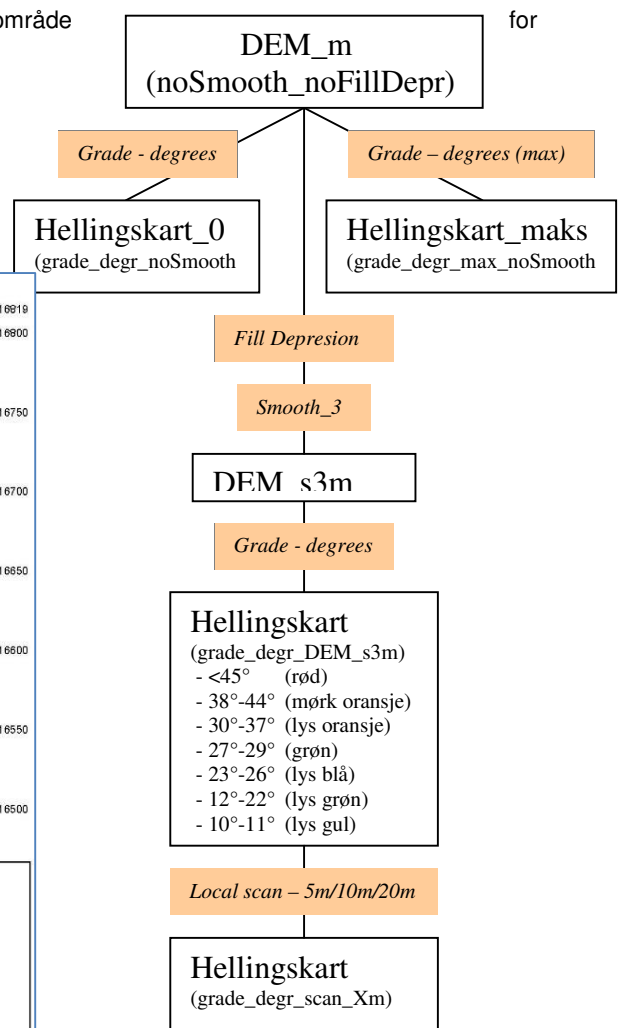 område
for
DEM_m
(noSmooth_noFillDepr)
Grade - degrees
Grade – degrees (max)
Hellingskart_0
(grade_degr_noSmooth
Hellingskart_maks
(grade_degr_max_noSmooth
Fill Depresion
Smooth_3
DEM_s3m
Grade - degrees
Hellingskart
(grade_degr_DEM_s3m)
- <45° (rød)
- 38°-44° (mørk oransje)
- 30°-37° (lys oransje)
- 27°-29° (grøn)
- 23°-26° (lys blå)
- 12°-22° (lys grøn)
- 10°-11° (lys gul)
Local scan – 5m/10m/20m
Hellingskart
(grade_degr_scan_Xm)
16819
16800
16750
16700
16650
16600
16550
16500